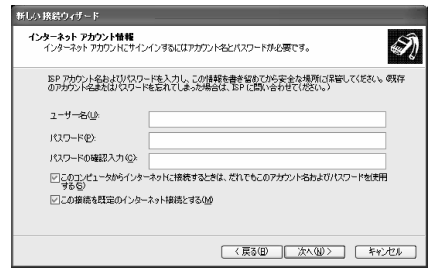 新しい接続ウィザード
インターネット アカウント情報
インターネット アカウントにサインインするにはアカウント名とパスワードが必要です。
ISP アカウント名およびパスワードを入力し、この情報を書き留めてから安全な場所に保管してください。(既存
のアカウント名またはパスワードを忘れてしまった場合は、ISP に問い合わせてください。)
ユーザー名(U):
パスワード(P):
パスワードの確認入力(C):
このコンピュータからインターネットに接続するときは、だれでもこのアカウント名およびパスワードを使用
する(S)
この接続を既定のインターネット接続とする(M)
< 戻る(B)
次へ(N) >
キャンセル